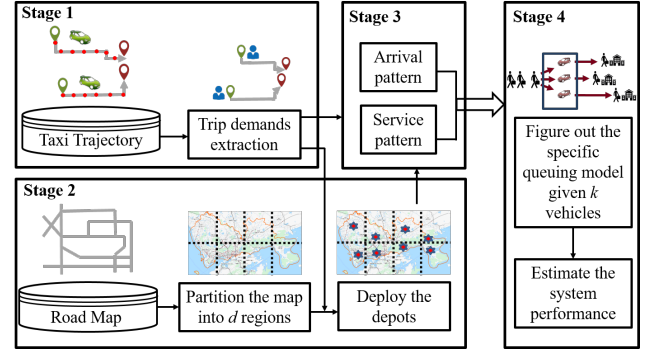 Stage 1
Taxi Trajectory
Trip demands
extraction
Stage 2
Road Map
Partition the map
into d regions
Deploy the
depots
Stage 3
Arrival
pattern
Service
pattern
Stage 4
Figure out the
specific
queuing model
given k
vehicles
Estimate the
system
performance